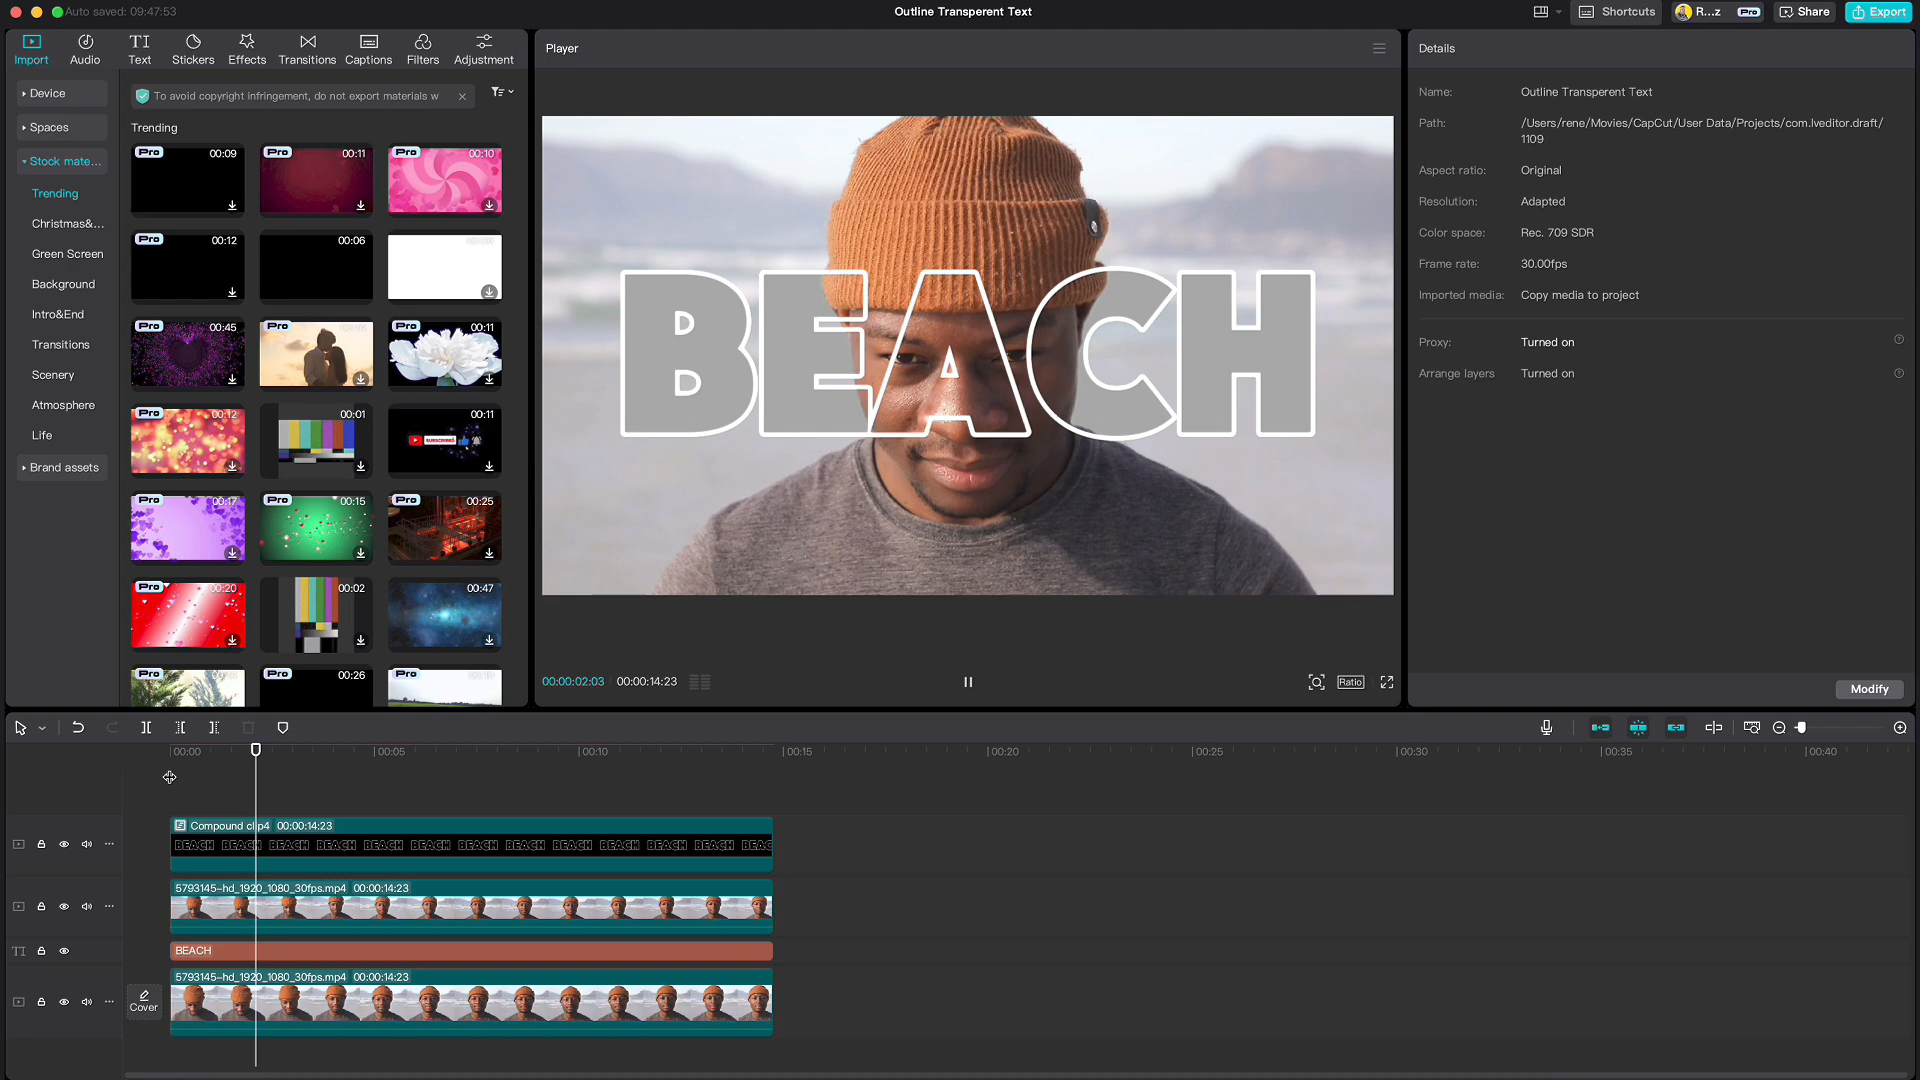 Auto saved: 09:47:53
Outline Transperent Text
Shortcuts
R...z
Pro
Share
Export
Import
Audio
Text
Stickers
Effects
Transitions
Captions
Filters
Adjustment
Device
Spaces
Stock mate...
Trending
Christmas&...
Green Screen
Background
Intro&End
Transitions
Scenery
Atmosphere
Life
Brand assets
To avoid copyright infringement, do not export materials w
Trending
Pro 00:09
Pro 00:11
Pro 00:10
Pro 00:12
00:06
Pro 00:45
Pro
Pro 00:11
Pro 00:12
00:01
00:11
SUBSCRIBED
Pro 00:17
Pro 00:15
Pro 00:25
Pro 00:20
00:02
00:47
Pro
Pro 00:26
Pro
Player
BEACH
00:00:02:03 / 00:00:14:23
Ratio
Details
Name: Outline Transperent Text
Path: /Users/rene/Movies/CapCut/User Data/Projects/com.lveditor.draft/
1109
Aspect ratio: Original
Resolution: Adapted
Color space: Rec. 709 SDR
Frame rate: 30.00fps
Imported media: Copy media to project
Proxy: Turned on
Arrange layers Turned on
Modify
00:00
00:05
00:10
00:15
00:20
00:25
00:30
00:35
00:40
Compound clip4 00:00:14:23
BEACH BEACH BEACH BEACH BEACH BEACH BEACH BEACH BEACH BEACH BEACH BEACH BEAC
5793145-hd_1920_1080_30fps.mp4 00:00:14:23
TI
BEACH
5793145-hd_1920_1080_30fps.mp4 00:00:14:23
Cover